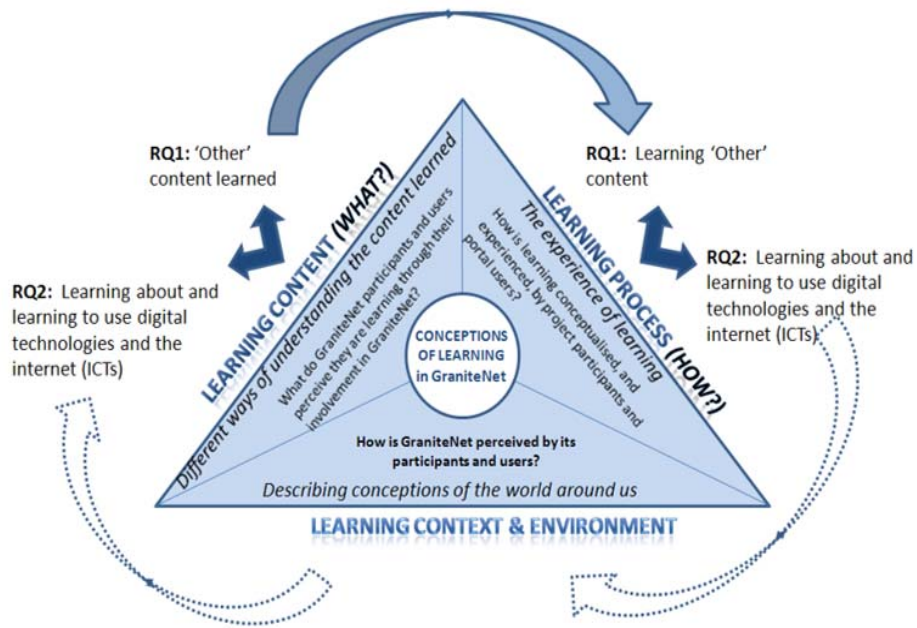 RQ1: 'Other'
content learned
RQ2: Learning about and
learning to use digital
technologies and the
internet (ICTs)
LEARNING CONTENT (WHAT?)
Different ways of understanding the content learned
What do GraniteNet participants and users
perceive they are learning through their
involvement in GraniteNet?
RQ1: Learning 'Other'
content
RQ2: Learning about and
learning to use digital
technologies and the
internet (ICTs)
LEARNING PROCESS (HOW?)
The experience of learning
How is learning conceptualised, and
experienced, by project participants and
portal users?
CONCEPTIONS
OF LEARNING
in GraniteNet
How is GraniteNet perceived by its
participants and users?
Describing conceptions of the world around us
LEARNING CONTEXT & ENVIRONMENT